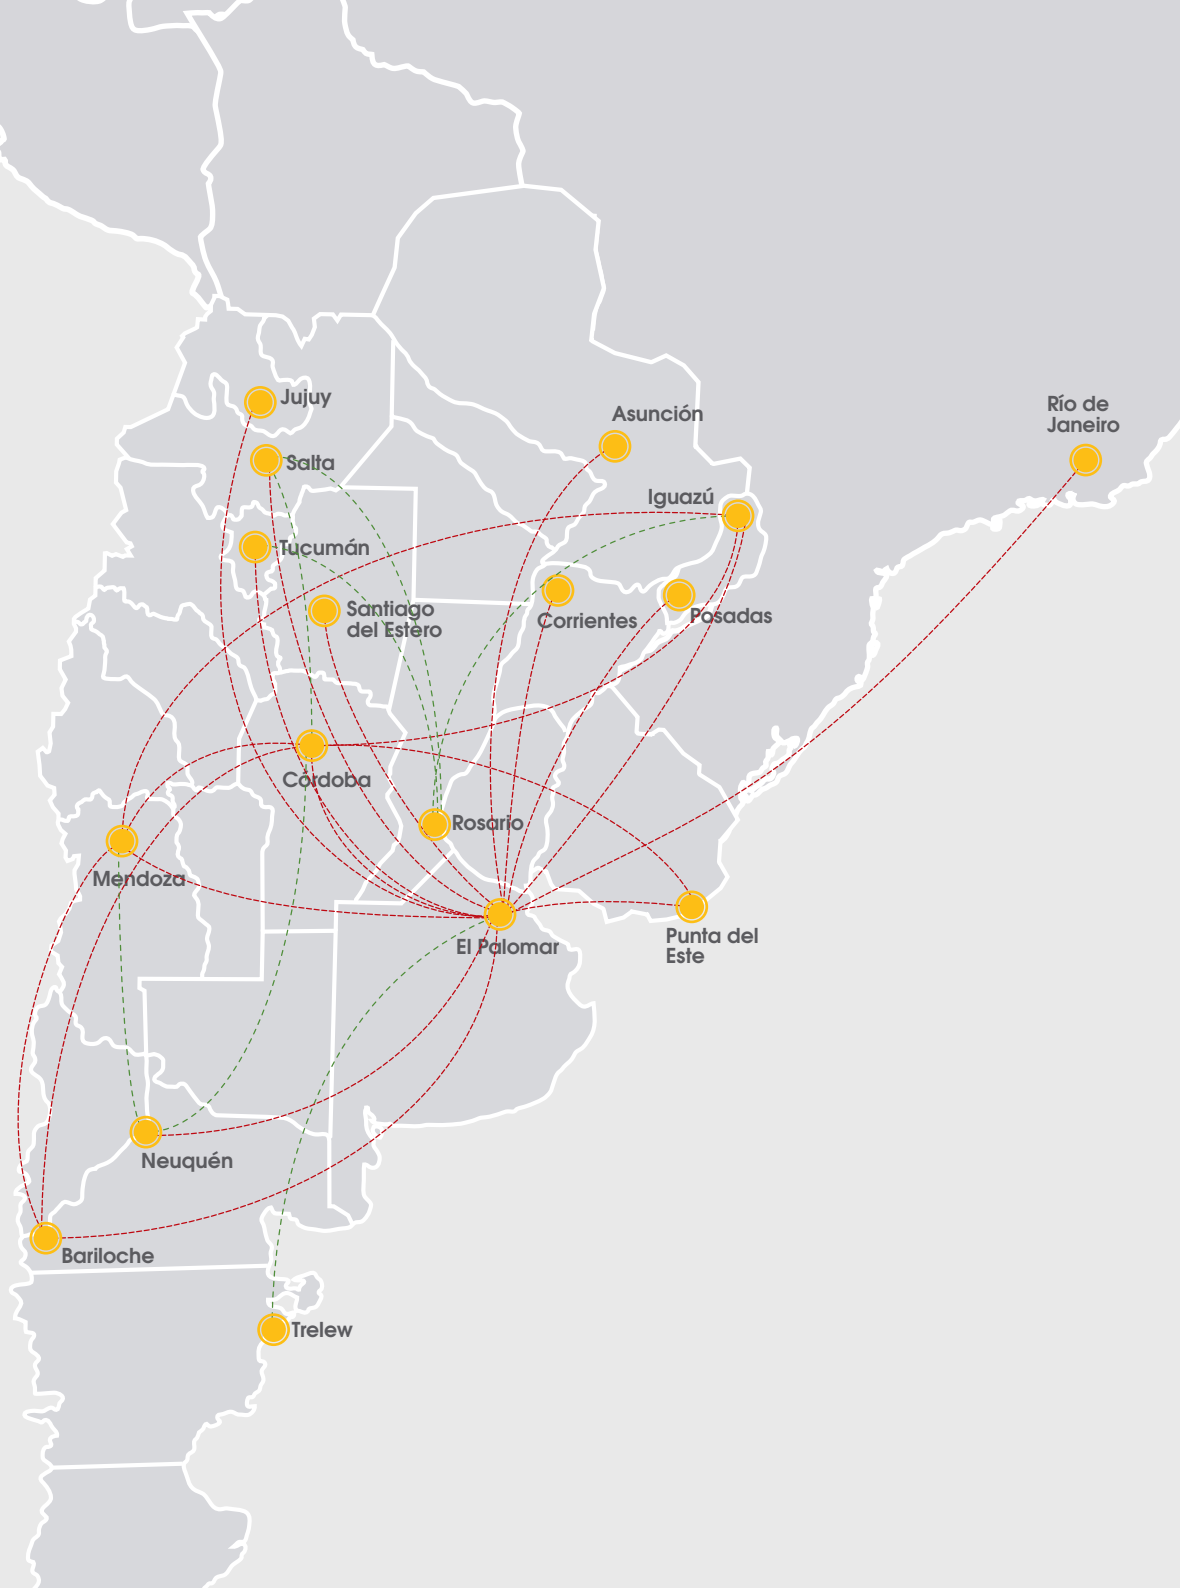 Jujuy
Asunción
Río de
Janeiro
Salta
Iguazú
Tucumán
Santiago
del Estero
Corrientes
Posadas
Córdoba
Rosario
Mendoza
El Palomar
Punta del
Este
Neuquén
Bariloche
Trelew